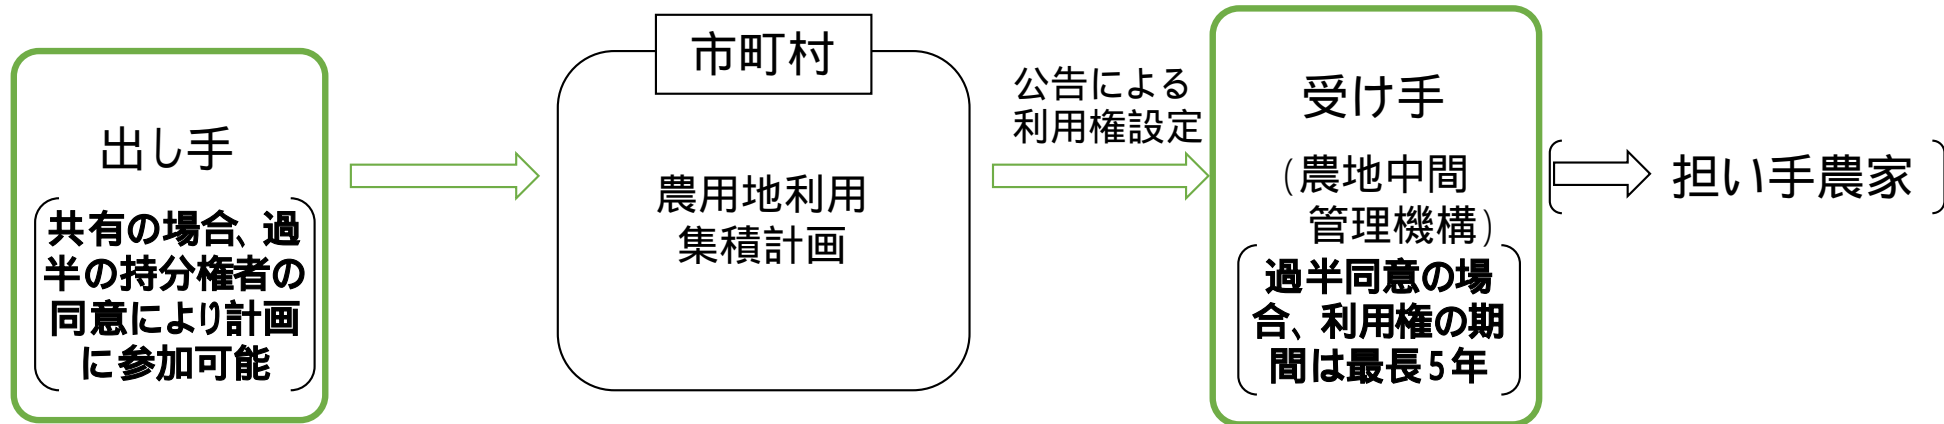 出し手
共有の場合、過
半の持分権者の
同意により計画
に参加可能
市町村
農用地利用
集積計画
公告による
利用権設定
受け手
(農地中間
管理機構)
過半同意の場
合、利用権の期
間は最長5年
担い手農家